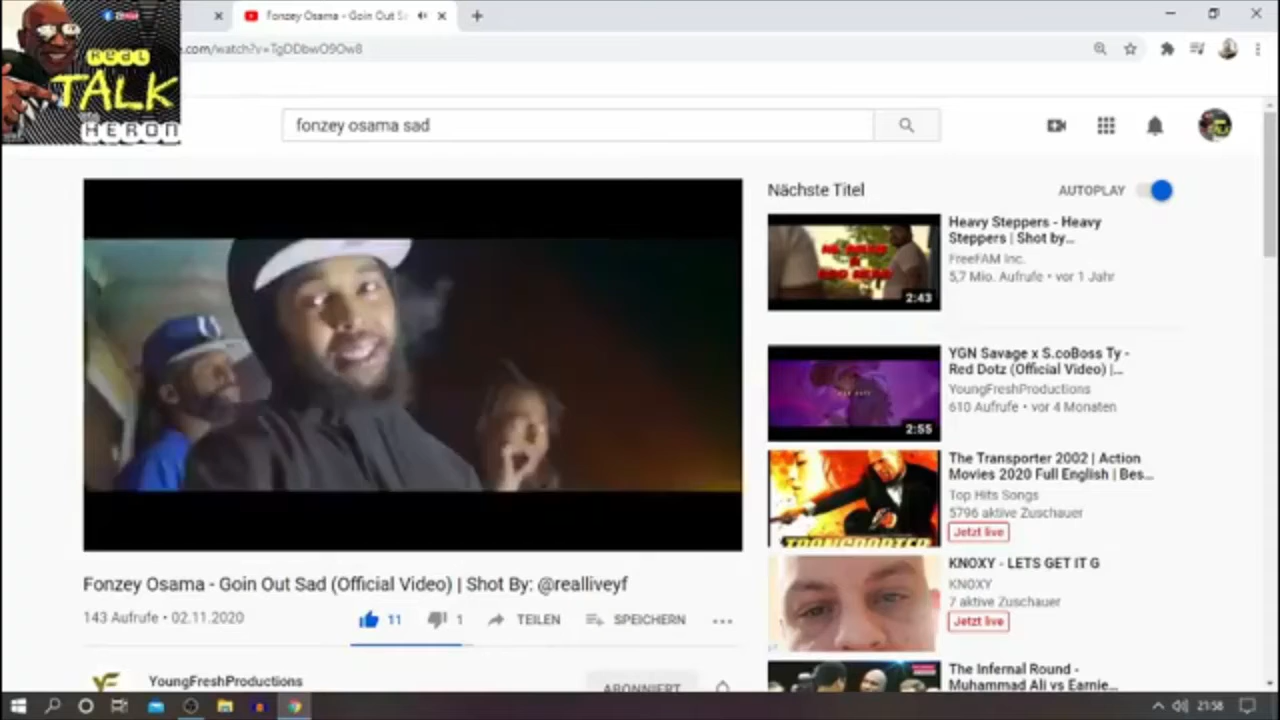 Fonzey Osama - Goin Out Sa
.com/watch?v=TgDDbwO9Ow8
ReaL
TALK
HERON
fonzey osama sad
Nächste Titel
AUTOPLAY
Heavy Steppers - Heavy
Steppers | Shot by...
FreeFAM Inc.
5,7 Mio. Aufrufe • vor 1 Jahr
2:43
YGN Savage x S.coBoss Ty -
Red Dotz (Official Video) |...
YoungFreshProductions
610 Aufrufe • vor 4 Monaten
2:55
The Transporter 2002 | Action
Movies 2020 Full English | Bes...
Top Hits Songs
5796 aktive Zuschauer
Jetzt live
TRANSPORTER
KNOXY - LETS GET IT G
KNOXY
7 aktive Zuschauer
Jetzt live
The Infernal Round -
Muhammad Ali vs Earnie...
Fonzey Osama - Goin Out Sad (Official Video) | Shot By: @realliveyf
143 Aufrufe • 02.11.2020
11
1
TEILEN
SPEICHERN
YoungFreshProductions
ABONNIERT
21:58